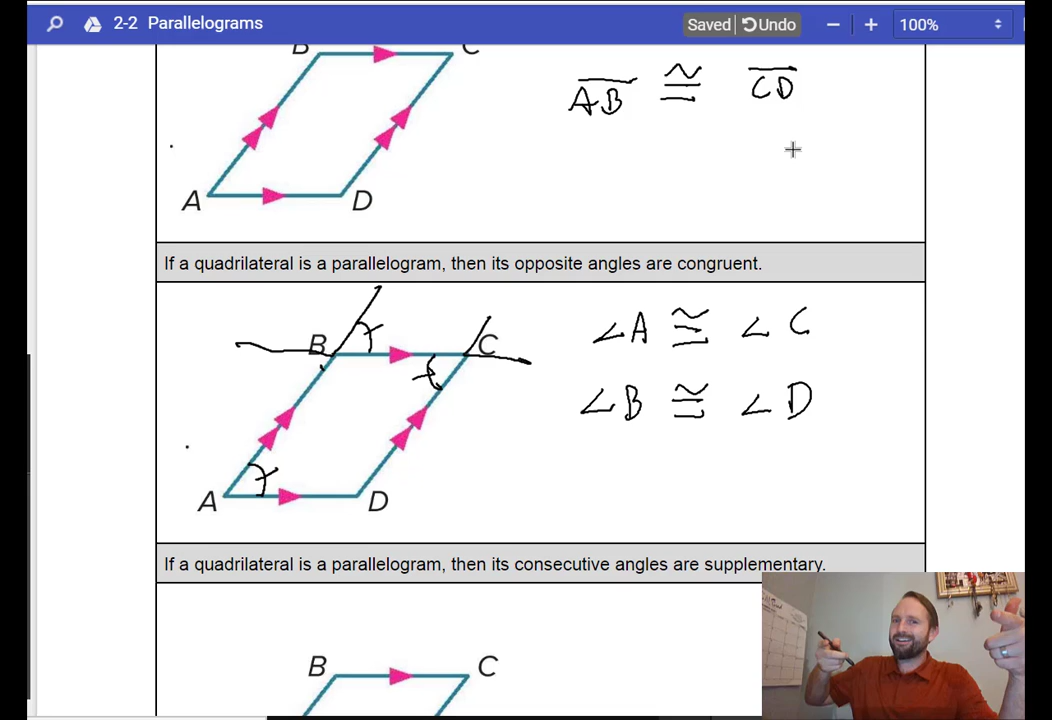 2-2 Parallelograms Saved Undo 100%
B C
AB ≅ CD
A D
If a quadrilateral is a parallelogram, then its opposite angles are congruent.
∠A ≅ ∠C
B C
∠B ≅ ∠D
A D
If a quadrilateral is a parallelogram, then its consecutive angles are supplementary.
B C